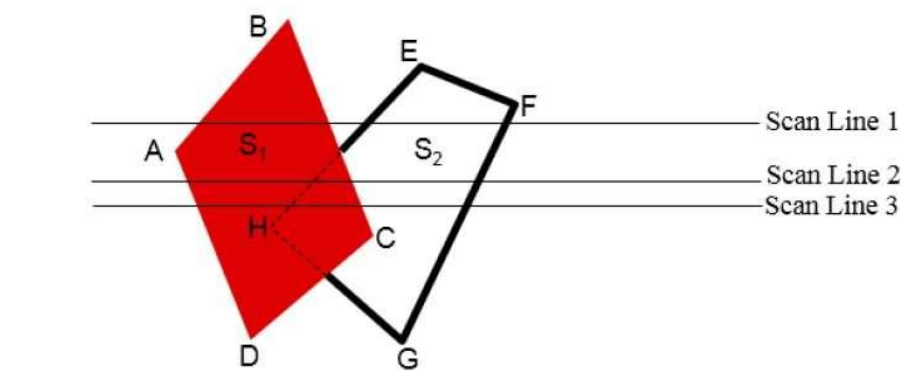 B
E
F
Scan Line 1
A
S₁
S₂
Scan Line 2
Scan Line 3
H
C
D
G